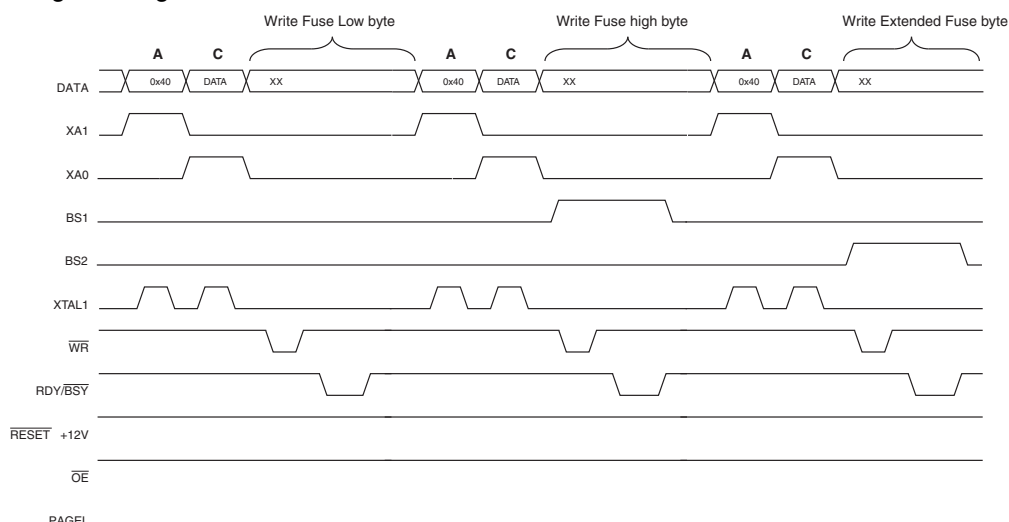 Write Fuse Low byte Write Fuse high byte Write Extended Fuse byte
A C A C A C
DATA 0x40 DATA XX 0x40 DATA XX 0x40 DATA XX
XA1
XA0
BS1
BS2
XTAL1
WR
RDY/BSY
RESET +12V
OE
PAGEL